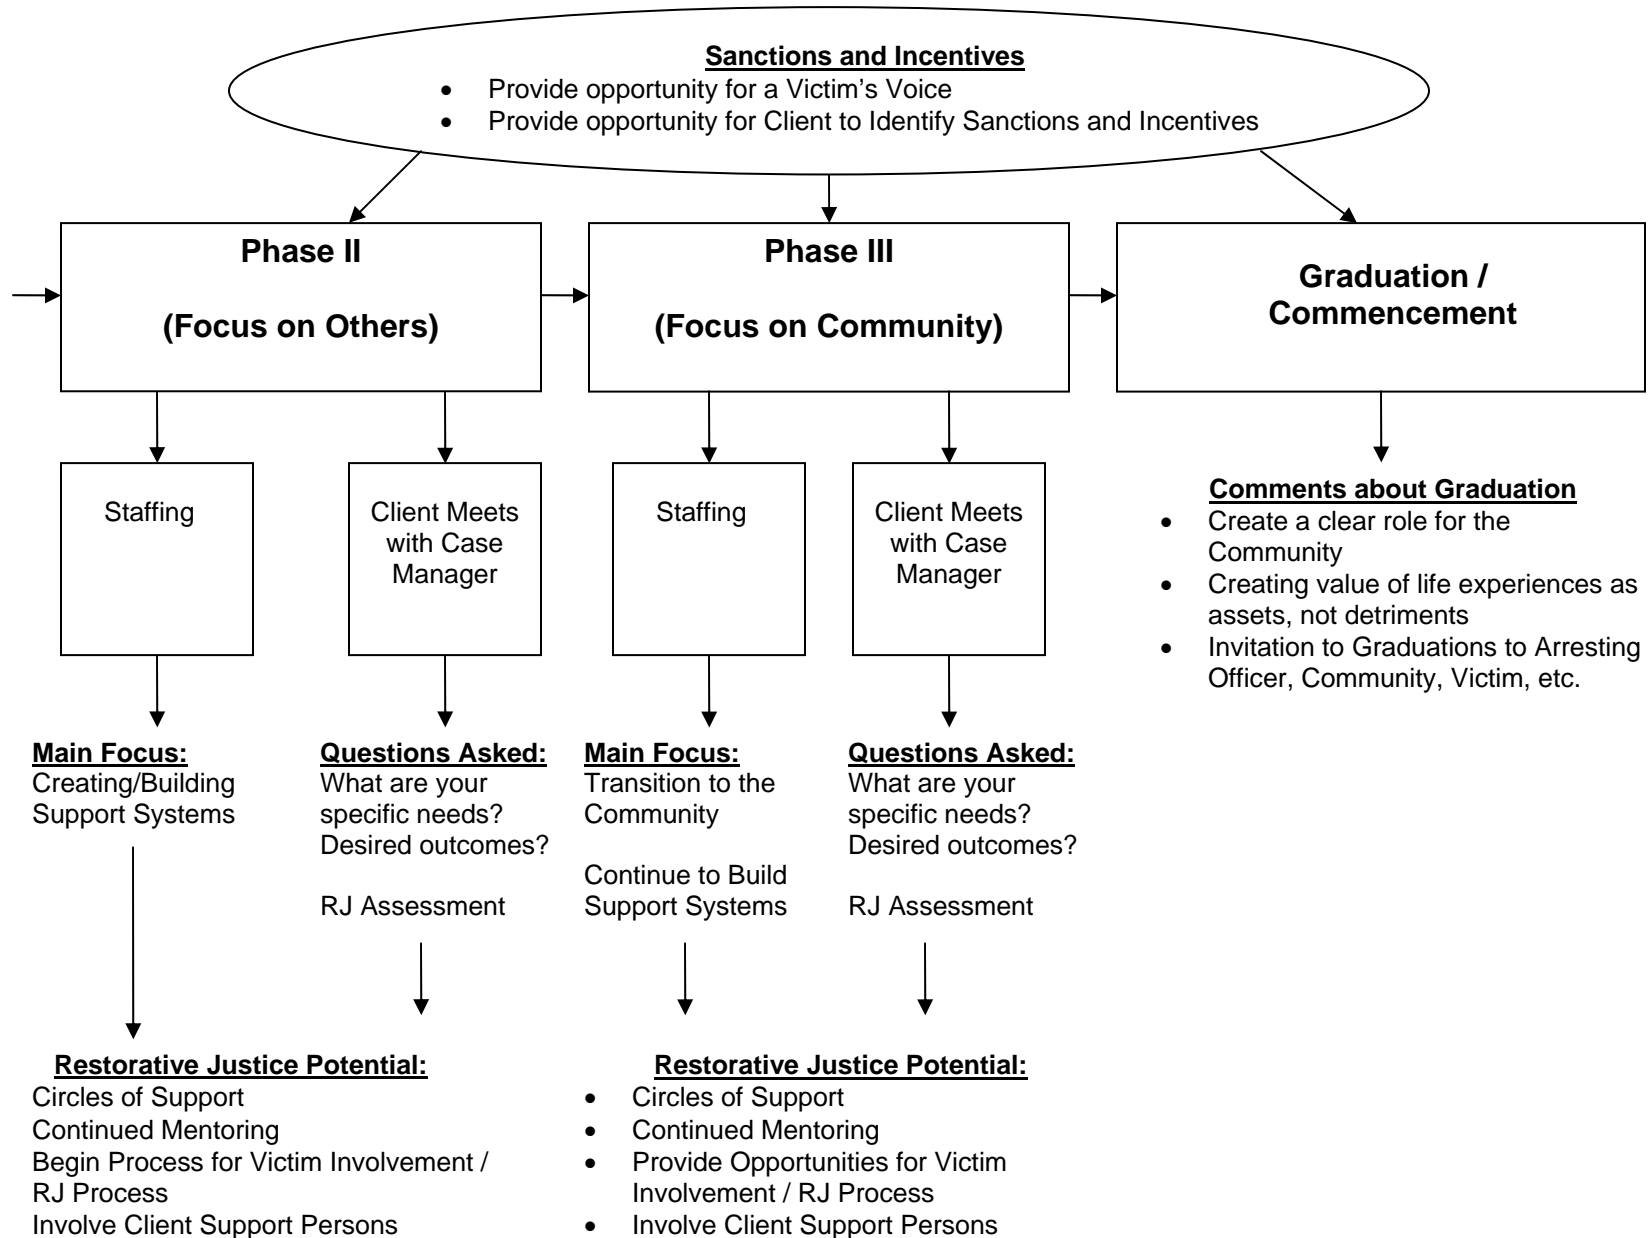 Sanctions and Incentives
• Provide opportunity for a Victim's Voice
• Provide opportunity for Client to Identify Sanctions and Incentives
Phase II
(Focus on Others)
Phase III
(Focus on Community)
Graduation /
Commencement
Staffing
Client Meets
with Case
Manager
Staffing
Client Meets
with Case
Manager
Comments about Graduation
• Create a clear role for the
Community
• Creating value of life experiences as
assets, not detriments
• Invitation to Graduations to Arresting
Officer, Community, Victim, etc.
Main Focus:
Creating/Building
Support Systems
Questions Asked:
What are your
specific needs?
Desired outcomes?
RJ Assessment
Main Focus:
Transition to the
Community
Continue to Build
Support Systems
Questions Asked:
What are your
specific needs?
Desired outcomes?
RJ Assessment
Restorative Justice Potential:
Circles of Support
Continued Mentoring
Begin Process for Victim Involvement /
RJ Process
Involve Client Support Persons
Restorative Justice Potential:
• Circles of Support
• Continued Mentoring
• Provide Opportunities for Victim
Involvement / RJ Process
• Involve Client Support Persons